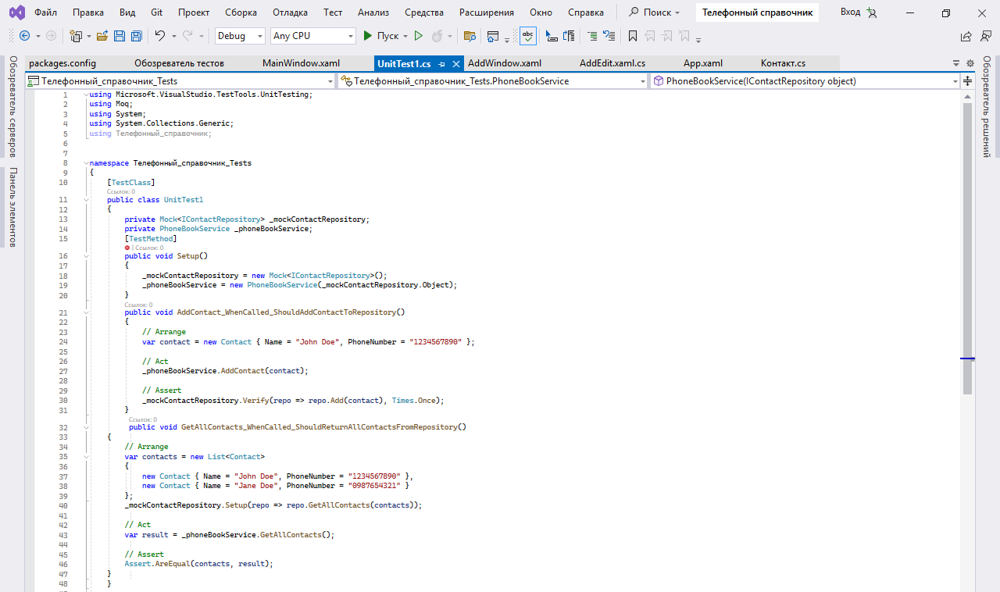 Файл Правка Вид Git Проект Сборка Отладка Тест Анализ Средства Расширения Окно Справка Поиск Телефонный справочник Вход
Debug Any CPU Пуск abc
packages.config Обозреватель тестов MainWindow.xaml UnitTest1.cs AddWindow.xaml AddEdit.xaml.cs App.xaml Контакт.cs
Телефонный_справочник_Tests Телефонный_справочник_Tests.PhoneBookService PhoneBookService(IContactRepository object)
Обозреватель серверов
Панель элементов
Обозреватель решений
1 using Microsoft.VisualStudio.TestTools.UnitTesting;
2 using Moq;
3 using System;
4 using System.Collections.Generic;
5 using Телефонный_справочник;
6
7
8 namespace Телефонный_справочник_Tests
9 {
10 [TestClass]
Ссылок: 0
11 public class UnitTest1
12 {
13 private Mock<IContactRepository> _mockContactRepository;
14 private PhoneBookService _phoneBookService;
15 [TestMethod]
| Ссылок: 0
16 public void Setup()
17 {
18 _mockContactRepository = new Mock<IContactRepository>();
19 _phoneBookService = new PhoneBookService(_mockContactRepository.Object);
20 }
Ссылок: 0
21 public void AddContact_WhenCalled_ShouldAddContactToRepository()
22 {
23 // Arrange
24 var contact = new Contact { Name = "John Doe", PhoneNumber = "1234567890" };
25
26 // Act
27 _phoneBookService.AddContact(contact);
28
29 // Assert
30 _mockContactRepository.Verify(repo => repo.Add(contact), Times.Once);
31 }
Ссылок: 0
32 public void GetAllContacts_WhenCalled_ShouldReturnAllContactsFromRepository()
33 {
34 // Arrange
35 var contacts = new List<Contact>
36 {
37 new Contact { Name = "John Doe", PhoneNumber = "1234567890" },
38 new Contact { Name = "Jane Doe", PhoneNumber = "0987654321" }
39 };
40 _mockContactRepository.Setup(repo => repo.GetAllContacts(contacts));
41
42 // Act
43 var result = _phoneBookService.GetAllContacts();
44
45 // Assert
46 Assert.AreEqual(contacts, result);
47 }
48 }